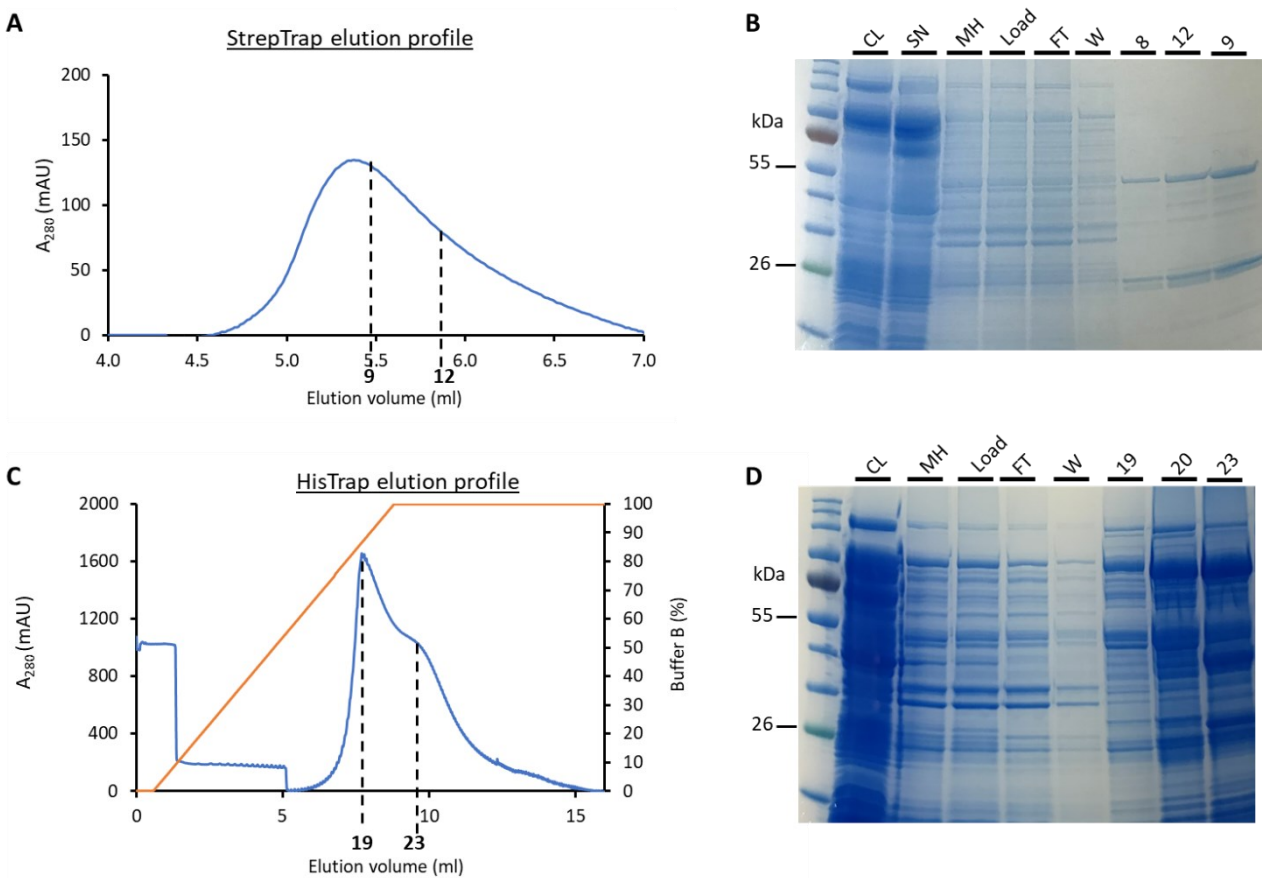 A
StrepTrap elution profile
200
150
100
50
0
A280 (mAU)
4.0 4.5 5.0 5.5 6.0 6.5 7.0
9 12
Elution volume (ml)
B
CL SN MH Load FT W 8 12 9
kDa
55
26
C
HisTrap elution profile
2000
1600
1200
800
400
0
A280 (mAU)
100
90
80
70
60
50
40
30
20
10
0
Buffer B (%)
0 5 10 15
19 23
Elution volume (ml)
D
CL MH Load FT W 19 20 23
kDa
55
26